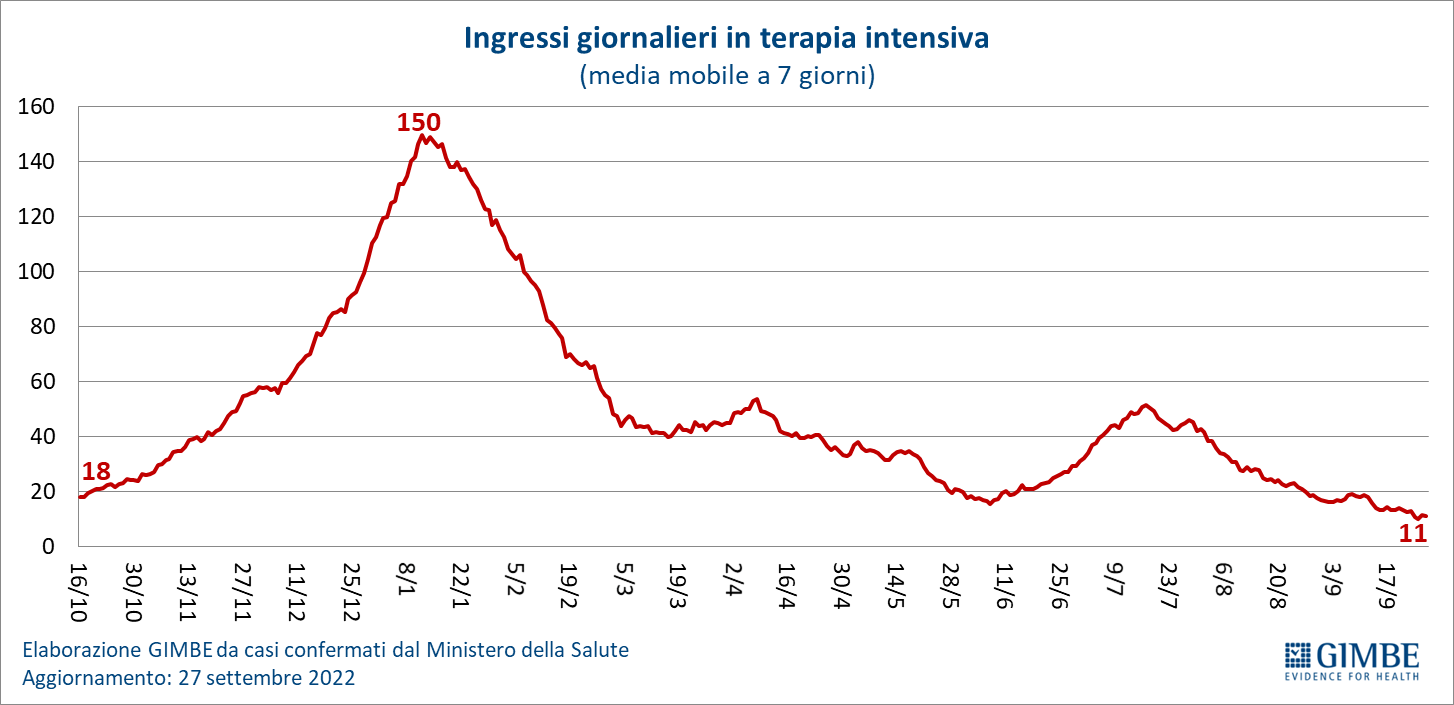 Ingressi giornalieri in terapia intensiva
(media mobile a 7 giorni)
160
140
120
100
80
60
40
20
0
150
18
11
16/10 30/10 13/11 27/11 11/12 25/12 8/1 22/1 5/2 19/2 5/3 19/3 2/4 16/4 30/4 14/5 28/5 11/6 25/6 9/7 23/7 6/8 20/8 3/9 17/9
Elaborazione GIMBE da casi confermati dal Ministero della Salute
Aggiornamento: 27 settembre 2022
GIMBE
EVIDENCE FOR HEALTH